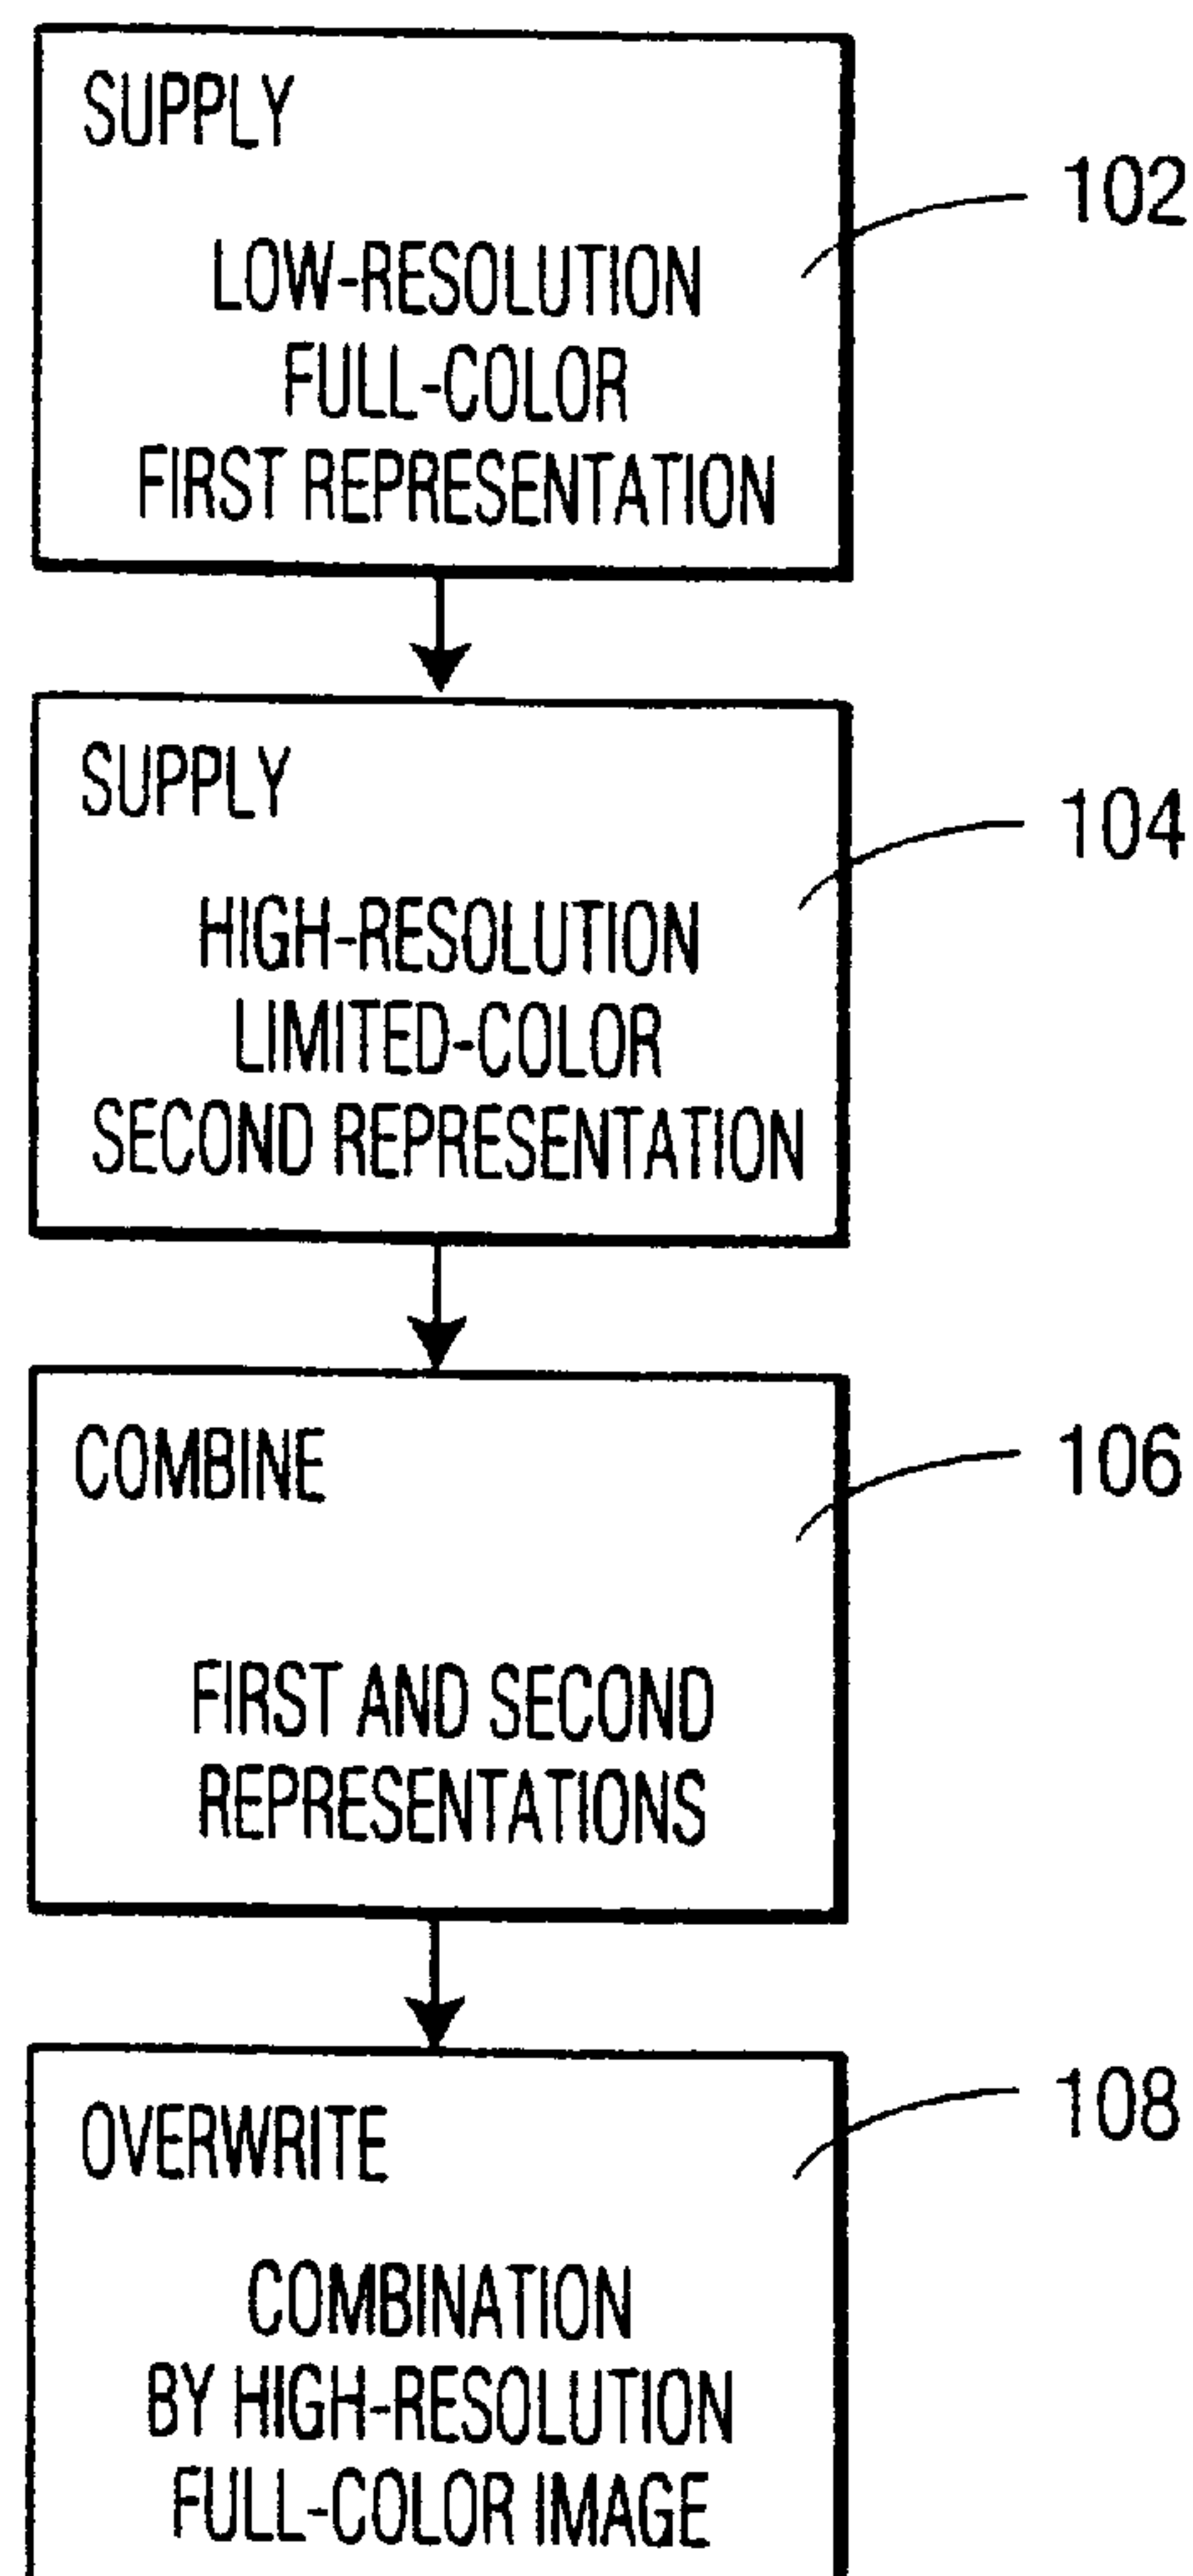 SUPPLY
LOW-RESOLUTION
FULL-COLOR
FIRST REPRESENTATION
102
SUPPLY
HIGH-RESOLUTION
LIMITED-COLOR
SECOND REPRESENTATION
104
COMBINE
FIRST AND SECOND
REPRESENTATIONS
106
OVERWRITE
COMBINATION
BY HIGH-RESOLUTION
FULL-COLOR IMAGE
108